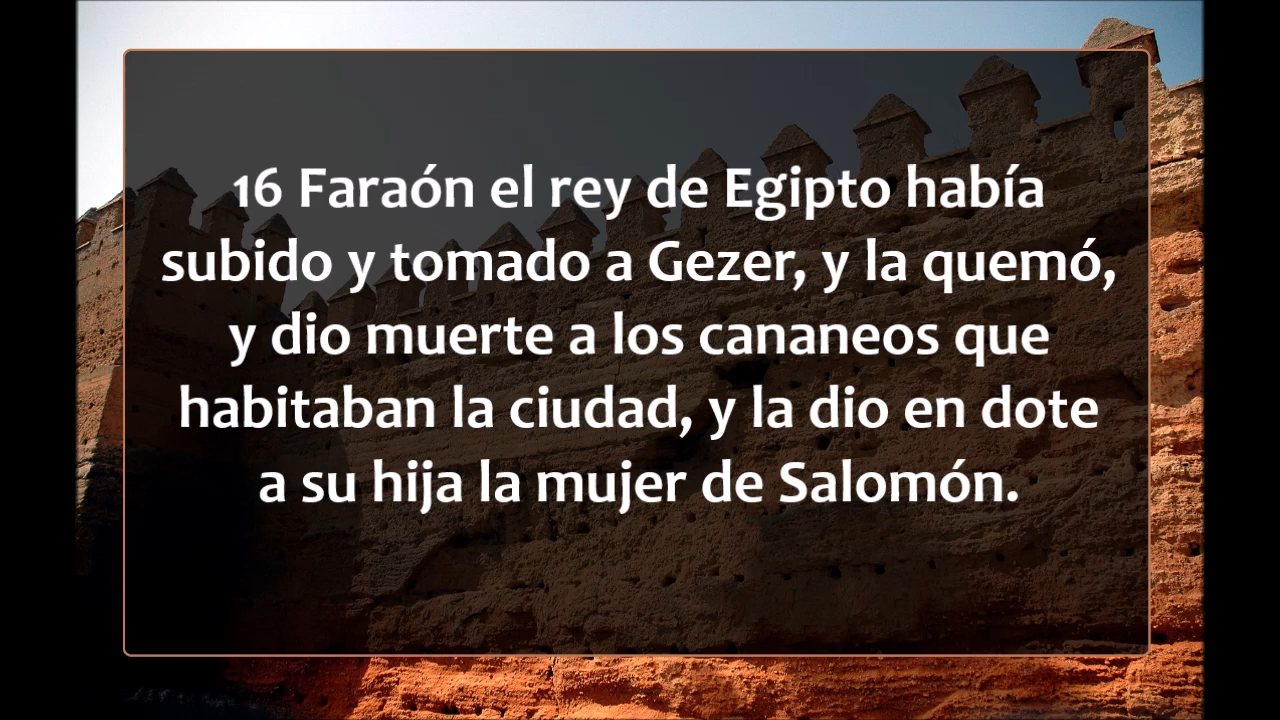 16 Faraón el rey de Egipto había
subido y tomado a Gezer, y la quemó,
y dio muerte a los cananeos que
habitaban la ciudad, y la dio en dote
a su hija la mujer de Salomón.